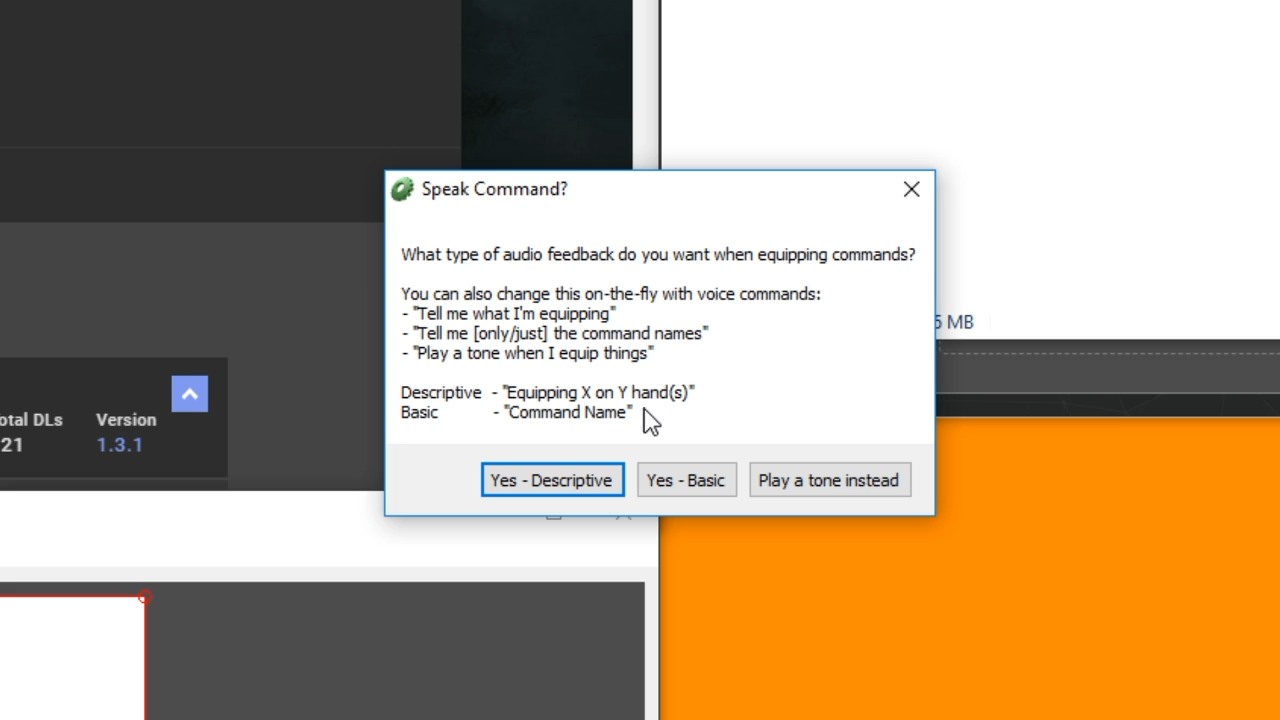 Speak Command?
What type of audio feedback do you want when equipping commands?
You can also change this on-the-fly with voice commands:
- "Tell me what I'm equipping"
- "Tell me [only/just] the command names"
- "Play a tone when I equip things"
Descriptive - "Equipping X on Y hand(s)"
Basic - "Command Name"
Yes - Descriptive
Yes - Basic
Play a tone instead
MB
DLs
Version
21
1.3.1